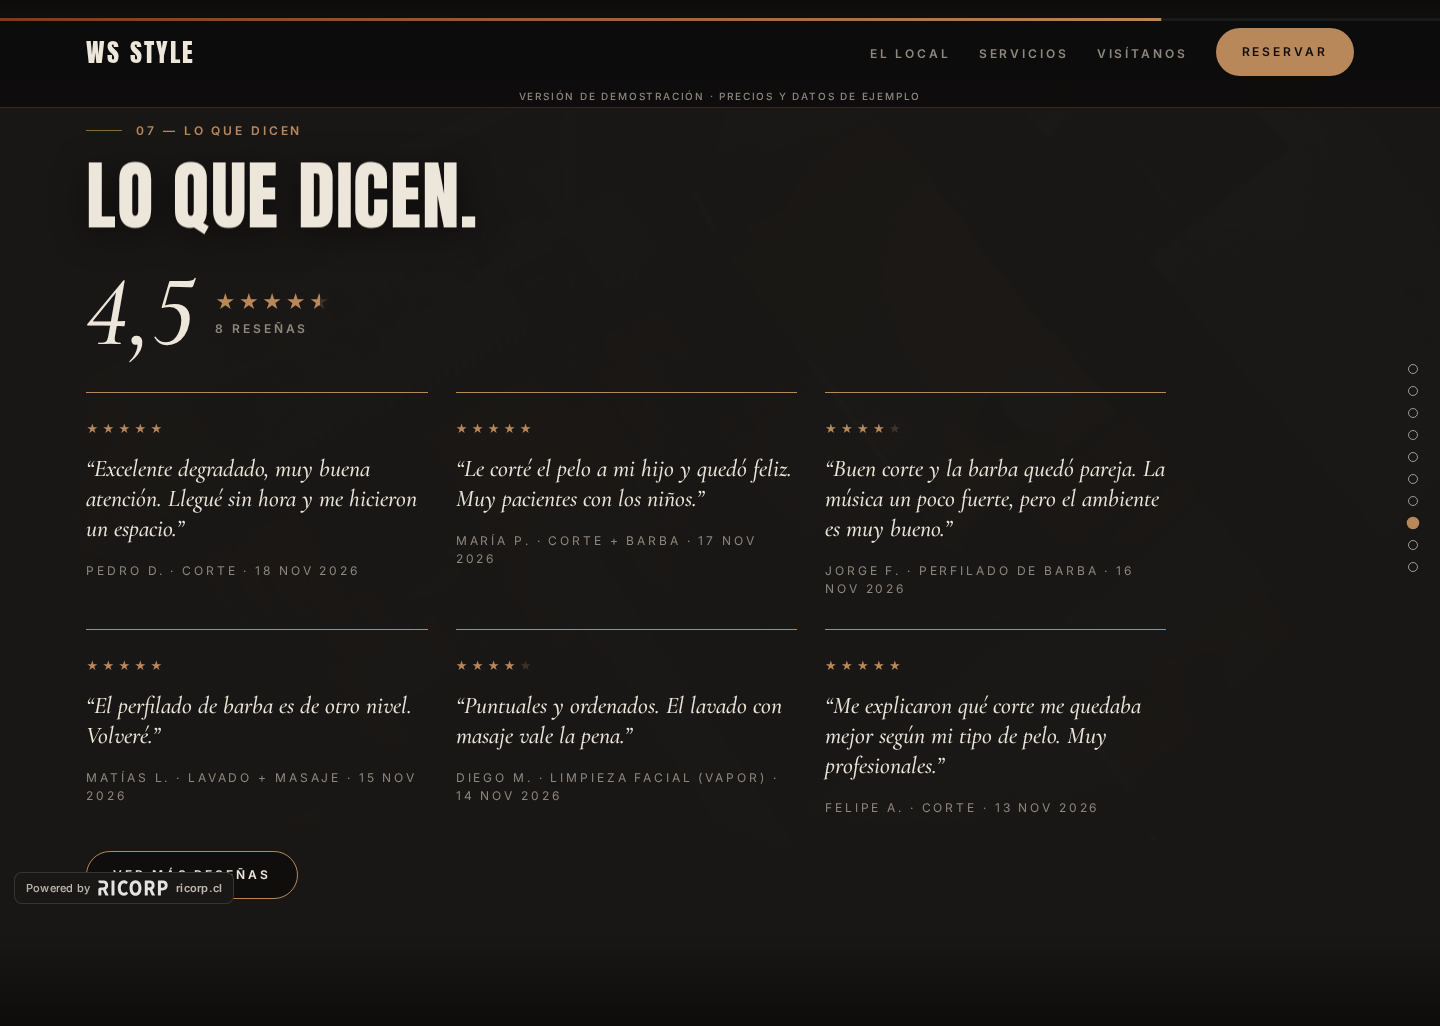 WS STYLE
EL LOCAL
SERVICIOS
VISÍTANOS
RESERVAR
VERSIÓN DE DEMOSTRACIÓN · PRECIOS Y DATOS DE EJEMPLO
07 — LO QUE DICEN
LO QUE DICEN.
4,5
★★★★★
8 RESEÑAS
★★★★★
“Excelente degradado, muy buena
atención. Llegué sin hora y me hicieron
un espacio.”
PEDRO D. · CORTE · 18 NOV 2026
★★★★★
“Le corté el pelo a mi hijo y quedó feliz.
Muy pacientes con los niños.”
MARÍA P. · CORTE + BARBA · 17 NOV
2026
★★★★★
“Buen corte y la barba quedó pareja. La
música un poco fuerte, pero el ambiente
es muy bueno.”
JORGE F. · PERFILADO DE BARBA · 16
NOV 2026
★★★★★
“El perfilado de barba es de otro nivel.
Volveré.”
MATÍAS L. · LAVADO + MASAJE · 15 NOV
2026
★★★★★
“Puntuales y ordenados. El lavado con
masaje vale la pena.”
DIEGO M. · LIMPIEZA FACIAL (VAPOR) ·
14 NOV 2026
★★★★★
“Me explicaron qué corte me quedaba
mejor según mi tipo de pelo. Muy
profesionales.”
FELIPE A. · CORTE · 13 NOV 2026
VER MÁS RESEÑAS
Powered by RICORP ricorp.cl